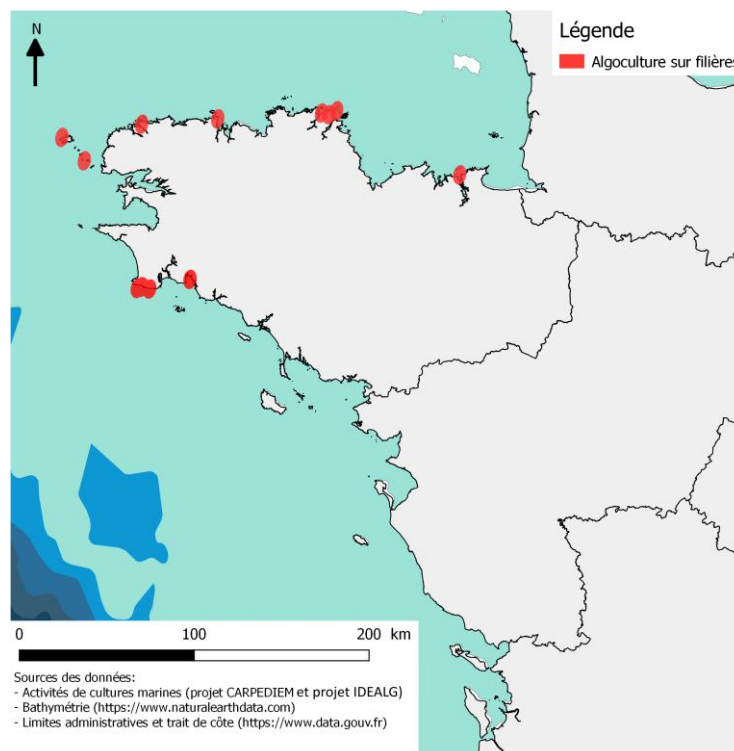 N
Légende
Algoculture sur filières
0 100 200 km
Sources des données:
- Activités de cultures marines (projet CARPEDIEM et projet IDEALG)
- Bathymétrie (https://www.naturalearthdata.com)
- Limites administratives et trait de côte (https://www.data.gouv.fr)